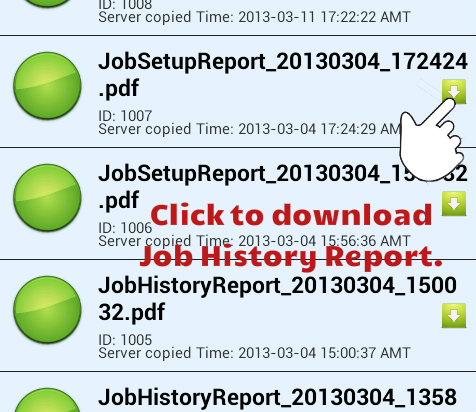 ID: 1008
Server copied Time: 2013-03-11 17:22:22 AMT
JobSetupReport_20130304_172424
.pdf
ID: 1007
Server copied Time: 2013-03-04 17:24:29 AM
.pdf
Click to download
ID: 1006
Server copied Time: 2013-03-04 15:56:36 AMT
Job History Report.
JobHistoryReport_20130304_1500
32.pdf
ID: 1005
Server copied Time: 2013-03-04 15:00:37 AMT
JobHistoryReport_20130304_1358